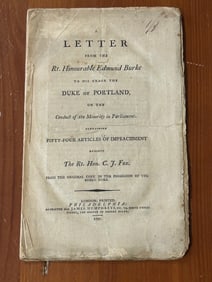 A
LETTER
FROM THE
Rt. Honourable Edmund Burke
TO HIS GRACE THE
DUKE OF PORTLAND,
ON THE
Conduct of the Minority in Parliament.
CONTAINING
FIFTY-FOUR ARTICLES OF IMPEACHMENT
AGAINST
The Rt. Hon. C. J. Fox.
FROM THE ORIGINAL COPY, IN THE POSSESSION OF THE
NOBLE DUKE.
LONDON, PRINTED:
PHILADELPHIA:
JAMES HUMPHREYS,